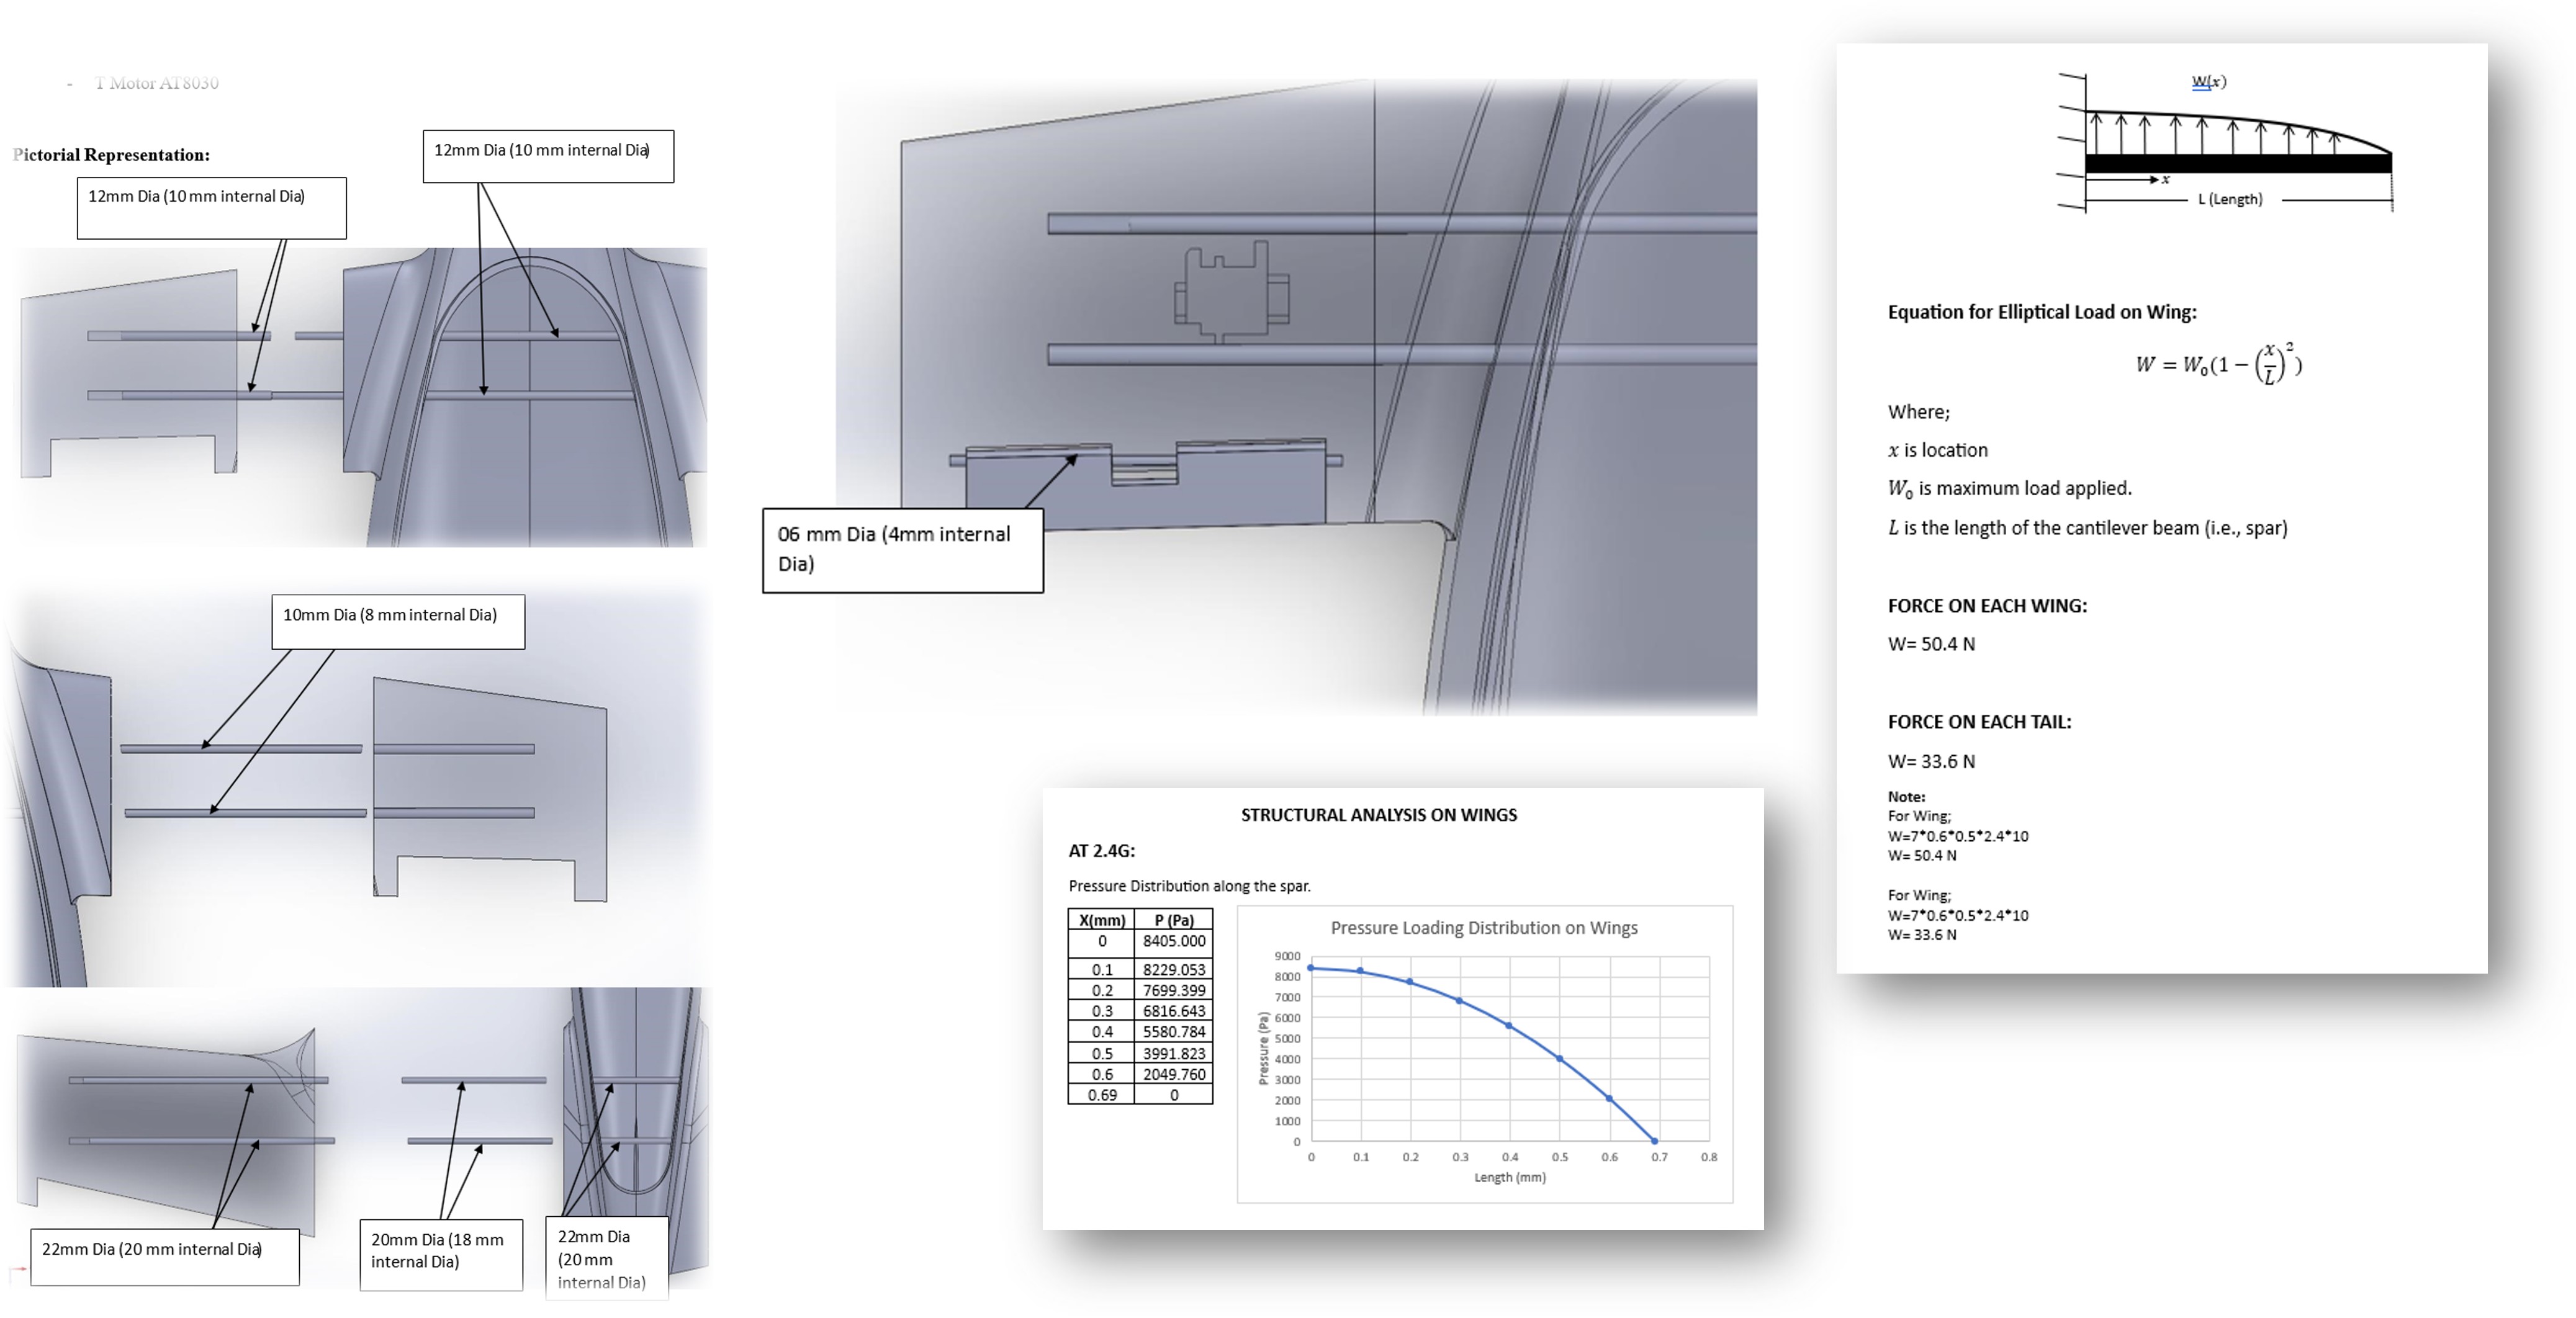 - T Motor AT8030
Pictorial Representation:
12mm Dia (10 mm internal Dia)
12mm Dia (10 mm internal Dia)
10mm Dia (8 mm internal Dia)
22mm Dia (20 mm internal Dia)
20mm Dia (18 mm
internal Dia)
22mm Dia
(20 mm
internal Dia)
06 mm Dia (4mm internal
Dia)
STRUCTURAL ANALYSIS ON WINGS
AT 2.4G:
Pressure Distribution along the spar.
X(mm) P (Pa)
0 8405.000
0.1 8229.053
0.2 7699.399
0.3 6816.643
0.4 5580.784
0.5 3991.823
0.6 2049.760
0.69 0
Pressure Loading Distribution on Wings
Pressure (Pa)
9000
8000
7000
6000
5000
4000
3000
2000
1000
0
0 0.1 0.2 0.3 0.4 0.5 0.6 0.7 0.8
Length (mm)
W(x)
x
L (Length)
Equation for Elliptical Load on Wing:
W = W₀(1 − (x/L)²)
Where;
x is location
W₀ is maximum load applied.
L is the length of the cantilever beam (i.e., spar)
FORCE ON EACH WING:
W= 50.4 N
FORCE ON EACH TAIL:
W= 33.6 N
Note:
For Wing;
W=7*0.6*0.5*2.4*10
W= 50.4 N
For Wing;
W=7*0.6*0.5*2.4*10
W= 33.6 N